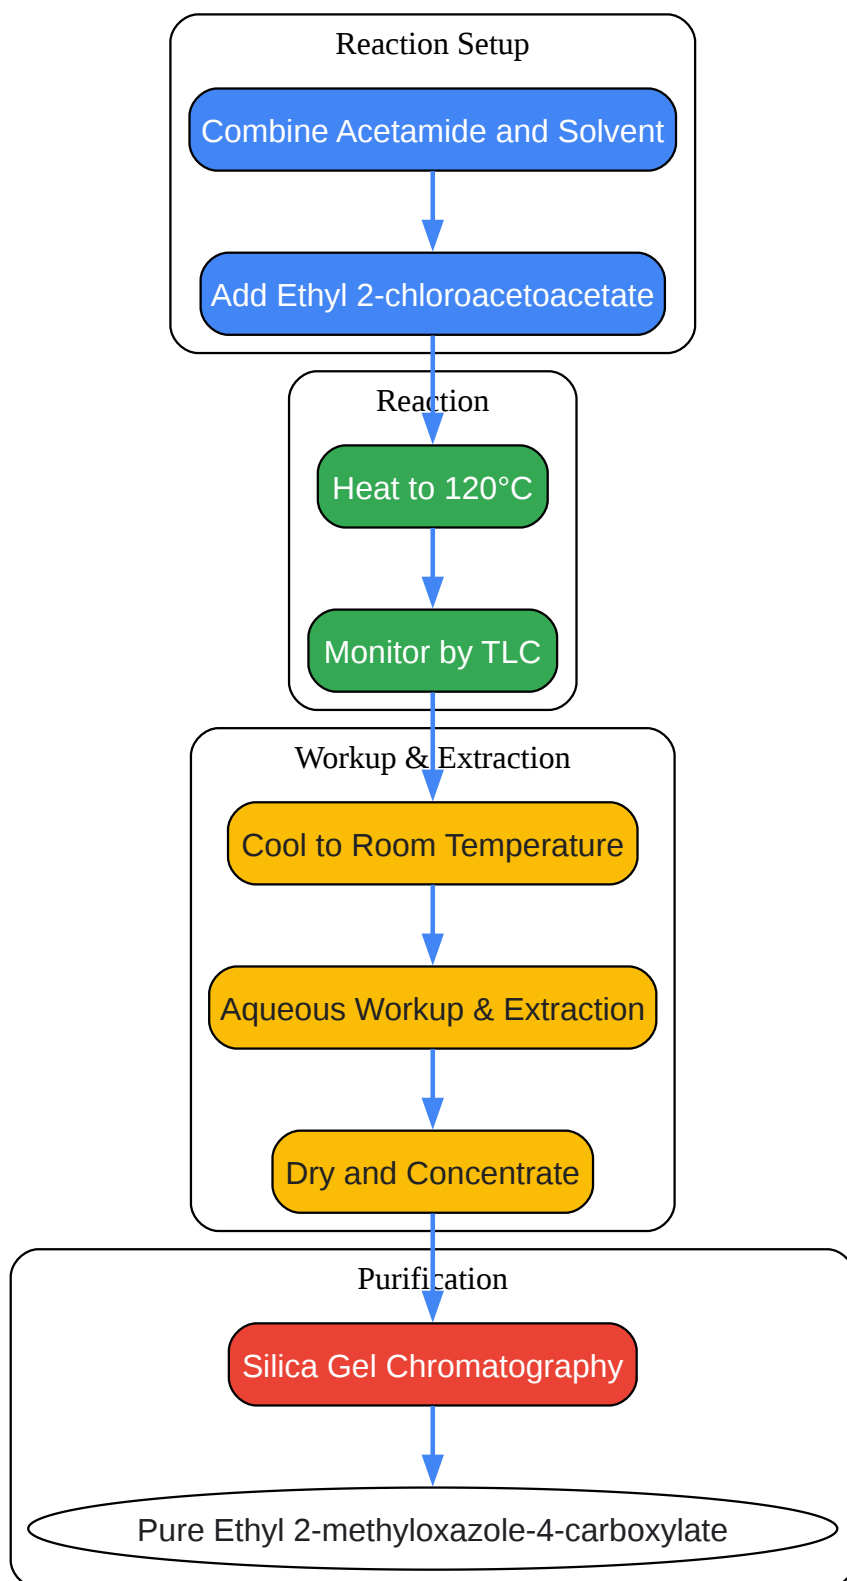 Reaction Setup
Combine Acetamide and Solvent
Add Ethyl 2-chloroacetoacetate
Reaction
Heat to 120°C
Monitor by TLC
Workup & Extraction
Cool to Room Temperature
Aqueous Workup & Extraction
Dry and Concentrate
Purification
Silica Gel Chromatography
Pure Ethyl 2-methyloxazole-4-carboxylate